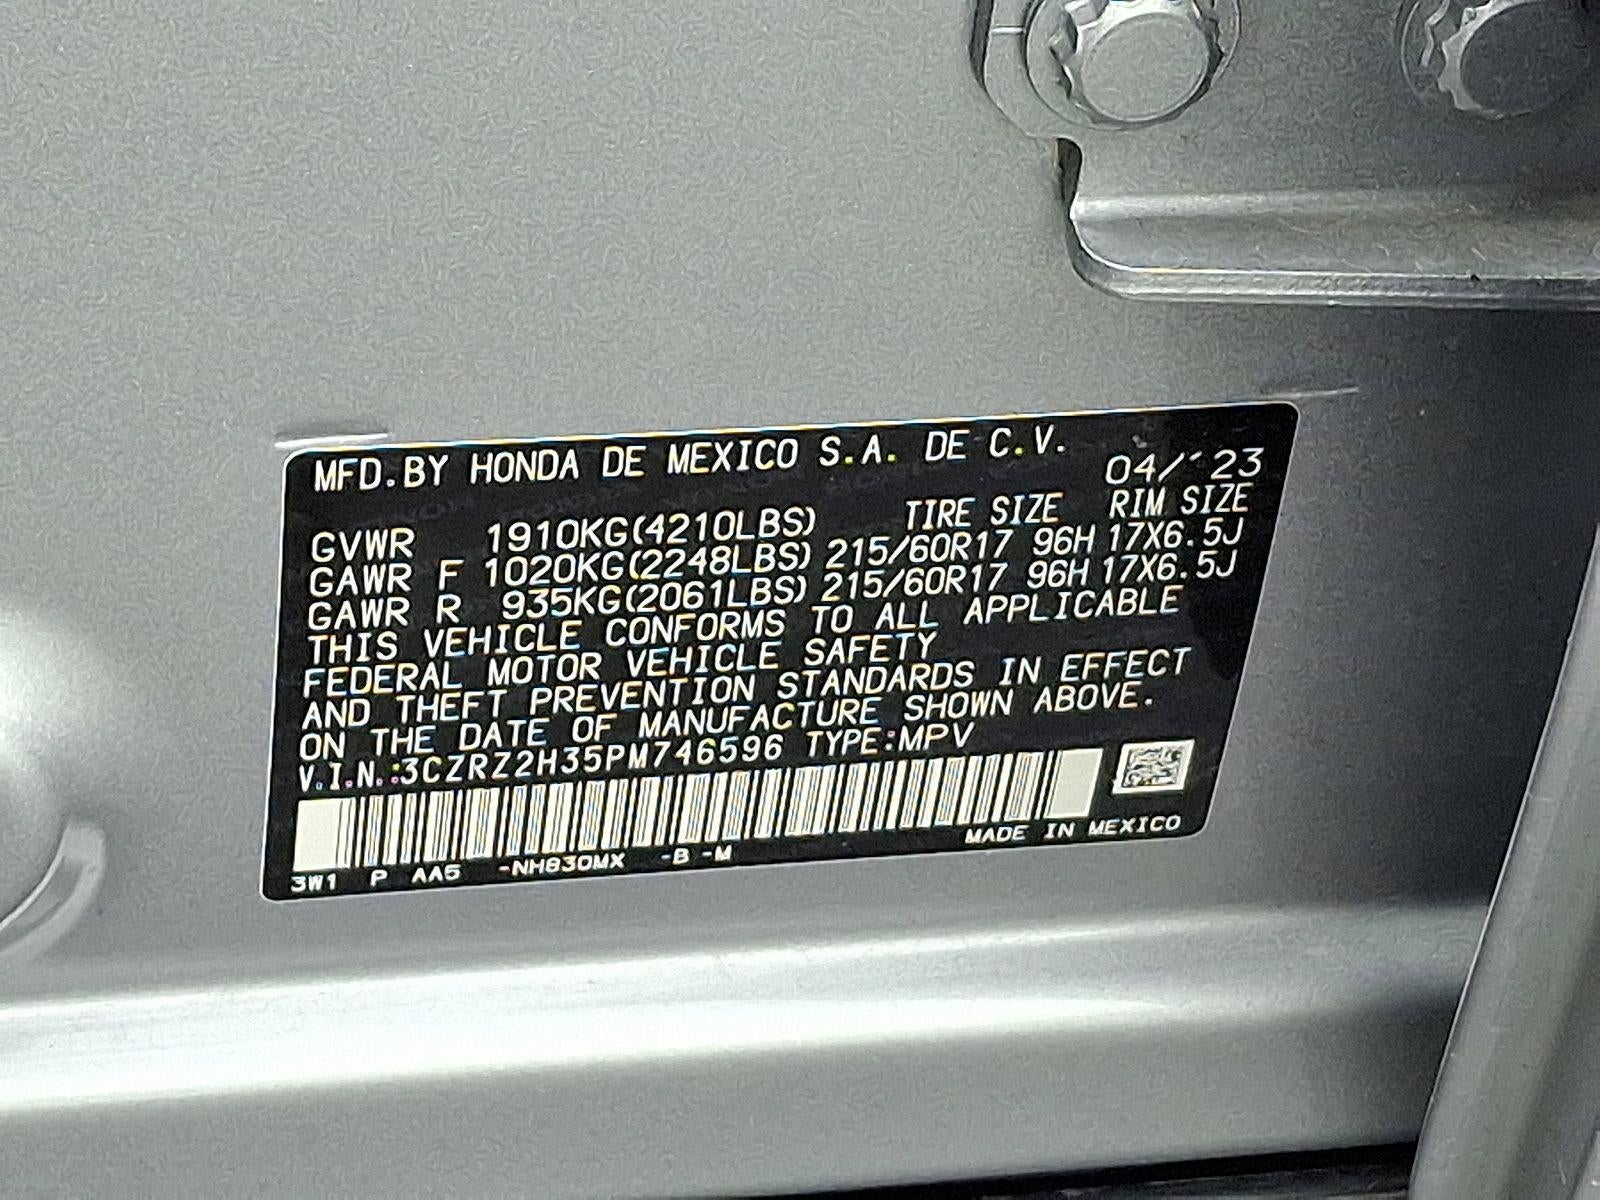 MFD.BY HONDA DE MEXICO S.A. DE C.V. 04/'23
TIRE SIZE RIM SIZE
GVWR 1910KG(4210LBS)
GAWR F 1020KG(2248LBS) 215/60R17 96H 17X6.5J
GAWR R 935KG(2061LBS) 215/60R17 96H 17X6.5J
THIS VEHICLE CONFORMS TO ALL APPLICABLE
FEDERAL MOTOR VEHICLE SAFETY
AND THEFT PREVENTION STANDARDS IN EFFECT
ON THE DATE OF MANUFACTURE SHOWN ABOVE.
V.I.N.:3CZRZ2H35PM746596 TYPE:MPV
MADE IN MEXICO
3W1 P AA5 -NH830MX -B -M